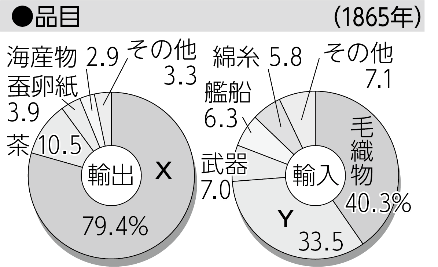 ●品目 (1865年)
海産物 2.9
その他 3.3
蚕卵紙 3.9
茶 10.5
輸出
X 79.4%
綿糸 5.8
その他 7.1
艦船 6.3
武器 7.0
輸入
毛織物 40.3%
Y 33.5